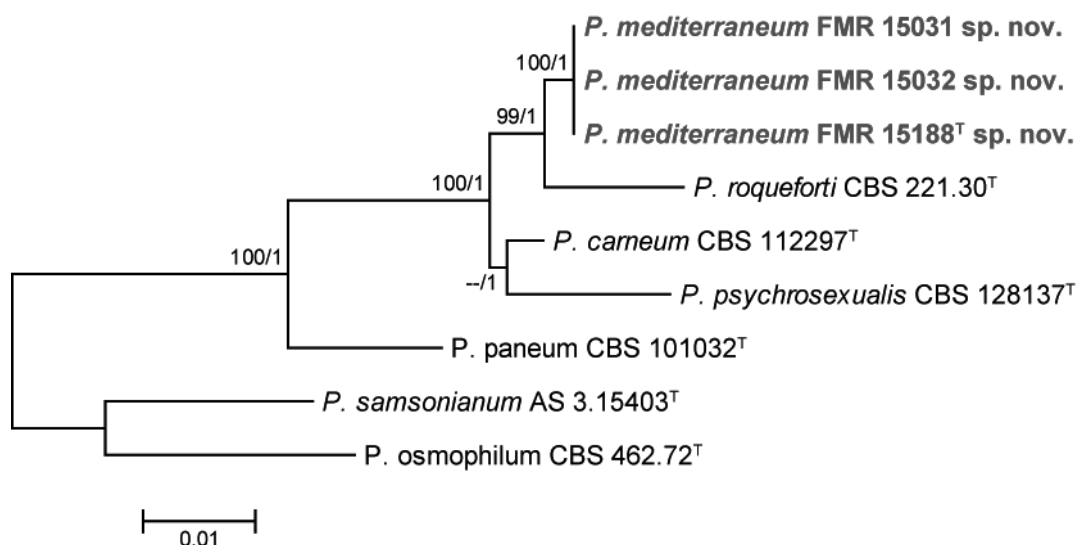 P. mediterraneum FMR 15031 sp. nov.
100/1
P. mediterraneum FMR 15032 sp. nov.
99/1
P. mediterraneum FMR 15188ᵀ sp. nov.
100/1
P. roqueforti CBS 221.30ᵀ
100/1
P. carneum CBS 112297ᵀ
--/1
P. psychrosexualis CBS 128137ᵀ
P. paneum CBS 101032ᵀ
P. samsonianum AS 3.15403ᵀ
P. osmophilum CBS 462.72ᵀ
0.01